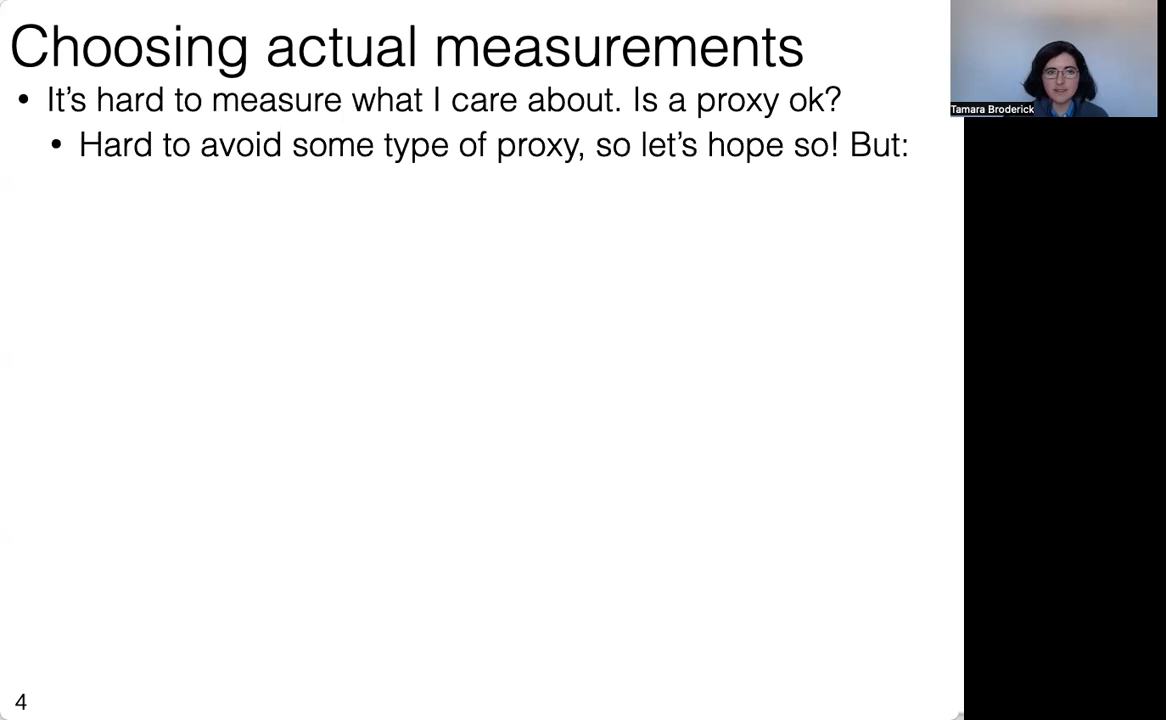 Choosing actual measurements
• It's hard to measure what I care about. Is a proxy ok?
• Hard to avoid some type of proxy, so let's hope so! But:
Tamara Broderick
4